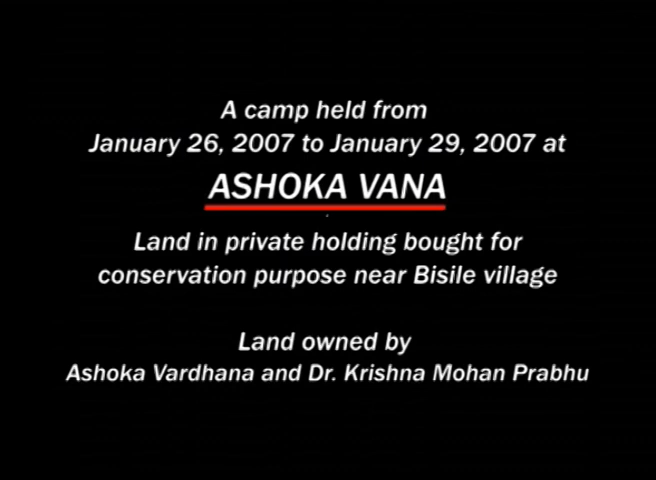 A camp held from
January 26, 2007 to January 29, 2007 at
ASHOKA VANA
Land in private holding bought for
conservation purpose near Bisile village
Land owned by
Ashoka Vardhana and Dr. Krishna Mohan Prabhu